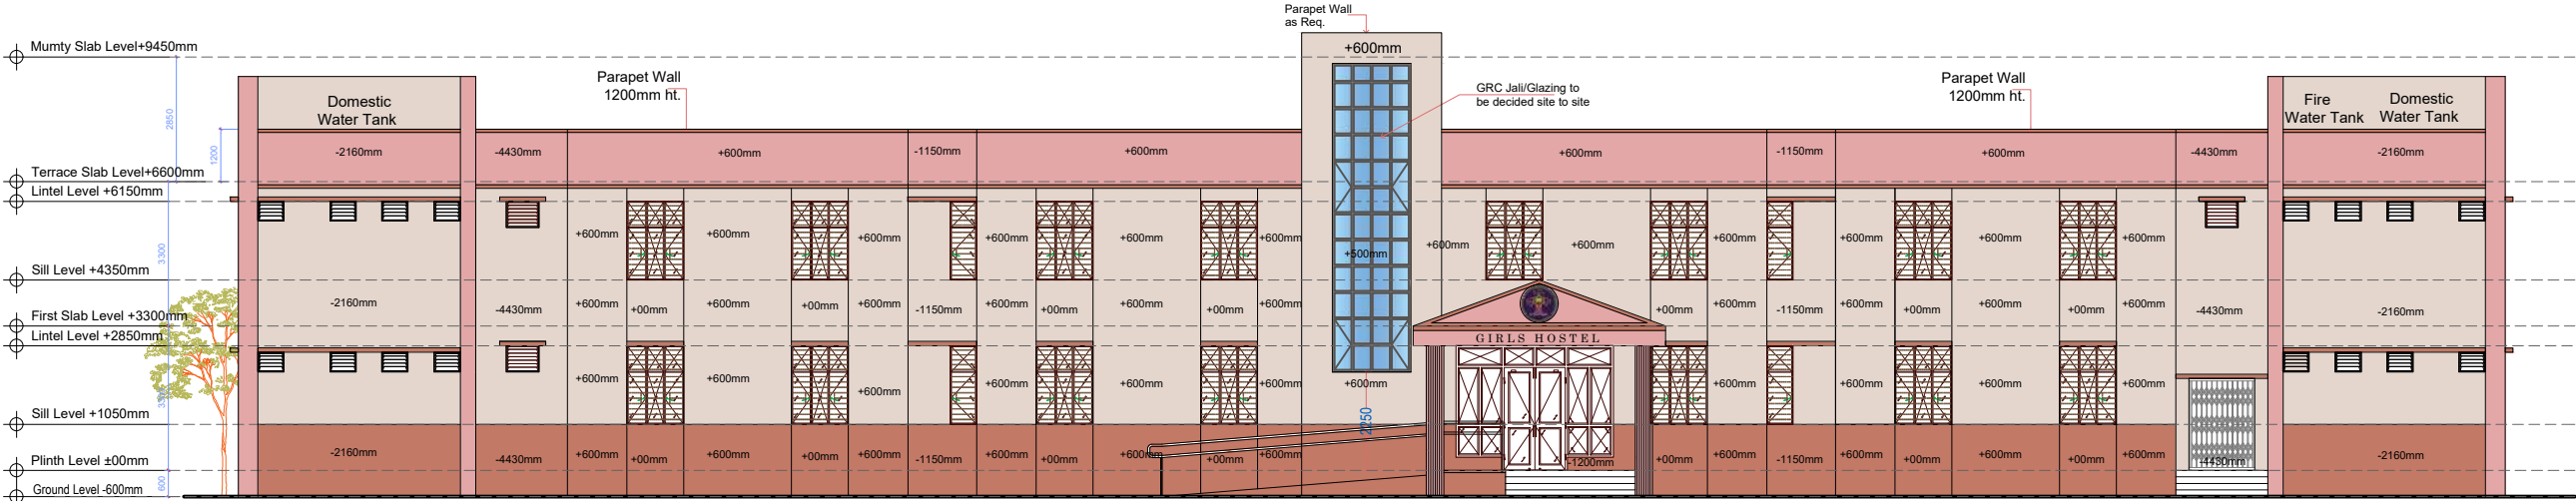 Parapet Wall
as Req.
Mumty Slab Level+9450mm
+600mm
Parapet Wall
1200mm ht.
GRC Jali/Glazing to
be decided site to site
Parapet Wall
1200mm ht.
Domestic
Water Tank
Fire
Water Tank
Domestic
Water Tank
2850
1200
-2160mm
-4430mm
+600mm
-1150mm
+600mm
+600mm
-1150mm
+600mm
-4430mm
-2160mm
Terrace Slab Level+6600mm
Lintel Level +6150mm
+600mm
+600mm
+600mm
+600mm
+600mm
+600mm
+600mm
+600mm
+600mm
+600mm
+600mm
+600mm
3300
+500mm
Sill Level +4350mm
-2160mm
-4430mm
+600mm
+00mm
+600mm
+00mm
+600mm
-1150mm
+600mm
+00mm
+600mm
+00mm
+600mm
+00mm
+600mm
-1150mm
+600mm
+00mm
+600mm
+00mm
+600mm
-4430mm
-2160mm
First Slab Level +3300mm
Lintel Level +2850mm
GIRLS HOSTEL
+600mm
+600mm
+600mm
+600mm
+600mm
+600mm
+600mm
+600mm
+600mm
+600mm
+600mm
2250
Sill Level +1050mm
-2160mm
-4430mm
+600mm
+00mm
+600mm
+00mm
+600mm
-1150mm
+600mm
+00mm
+600mm
+00mm
+600mm
-1200mm
+00mm
+600mm
-1150mm
+600mm
+00mm
+600mm
+00mm
+600mm
-4430mm
-2160mm
Plinth Level ±00mm
600
Ground Level -600mm